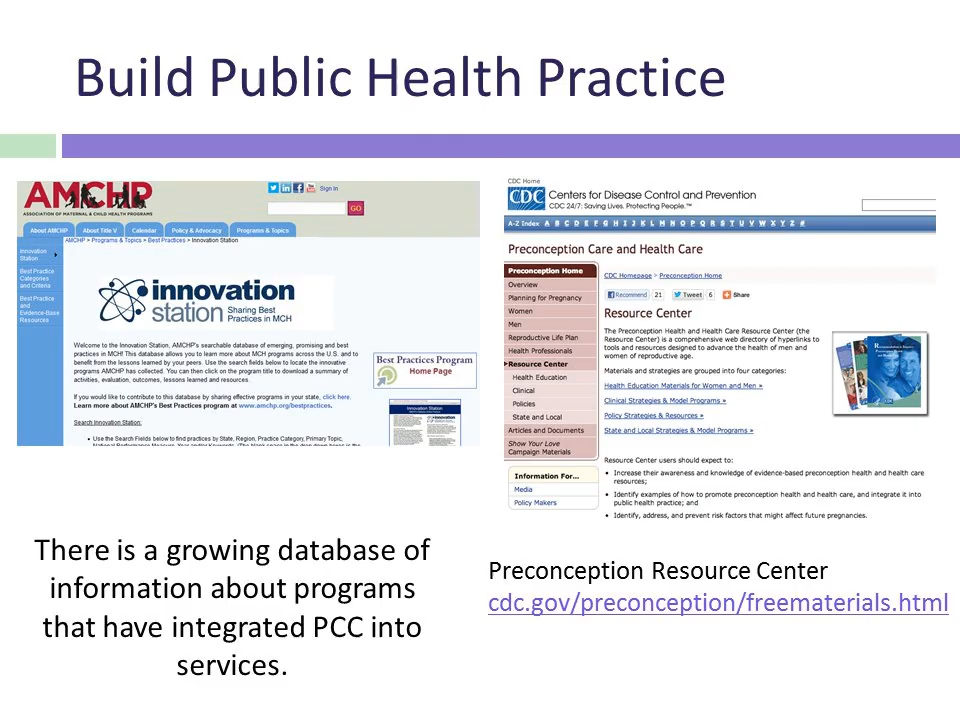 Build Public Health Practice
AMCHP
ASSOCIATION OF MATERNAL & CHILD HEALTH PROGRAMS
Sign In
GO
About AMCHP
About Title V
Calendar
Policy & Advocacy
Programs & Topics
AMCHP > Programs & Topics > Best Practices > Innovation Station
Innovation
Station
Best Practice
Categories
and Criteria
Best Practice
and
Evidence-Base
Resources
innovation
station
Sharing Best
Practices in MCH
Welcome to the Innovation Station, AMCHP's searchable database of emerging, promising and best
practices in MCH! This database allows you to learn more about MCH programs across the U.S. and to
benefit from the lessons learned by your peers. Use the search fields below to locate the innovative
programs AMCHP has collected. You can then click on the program title to download a summary of
activities, evaluation, outcomes, lessons learned and resources.
If you would like to contribute to this database by sharing effective programs in your state, click here.
Learn more about AMCHP's Best Practices program at www.amchp.org/bestpractices.
Search Innovation Station:
• Use the Search Fields below to find practices by State, Region, Practice Category, Primary Topic,
Best Practices Program
Home Page
Innovation Station
There is a growing database of
information about programs
that have integrated PCC into
services.
CDC Home
CDC
Centers for Disease Control and Prevention
CDC 24/7: Saving Lives. Protecting People.™
A-Z Index A B C D E F G H I J K L M N O P Q R S T U V W X Y Z #
Preconception Care and Health Care
Preconception Home
Overview
Planning for Pregnancy
Women
Men
Reproductive Life Plan
Health Professionals
Resource Center
Health Education
Clinical
Policies
State and Local
Articles and Documents
Show Your Love
Campaign Materials
Information For...
Media
Policy Makers
CDC Homepage > Preconception Home
Recommend 21 Tweet 6 Share
Resource Center
The Preconception Health and Health Care Resource Center (the
Resource Center) is a comprehensive web directory of hyperlinks to
tools and resources designed to advance the health of men and
women of reproductive age.
Materials and strategies are grouped into four categories:
Health Education Materials for Women and Men »
Clinical Strategies & Model Programs »
Policy Strategies & Resources »
State and Local Strategies & Model Programs »
Resource Center users should expect to:
• Increase their awareness and knowledge of evidence-based preconception health and health care
resources;
• Identify examples of how to promote preconception health and health care, and integrate it into
public health practice; and
• Identify, address, and prevent risk factors that might affect future pregnancies.
Preconception Resource Center
cdc.gov/preconception/freematerials.html